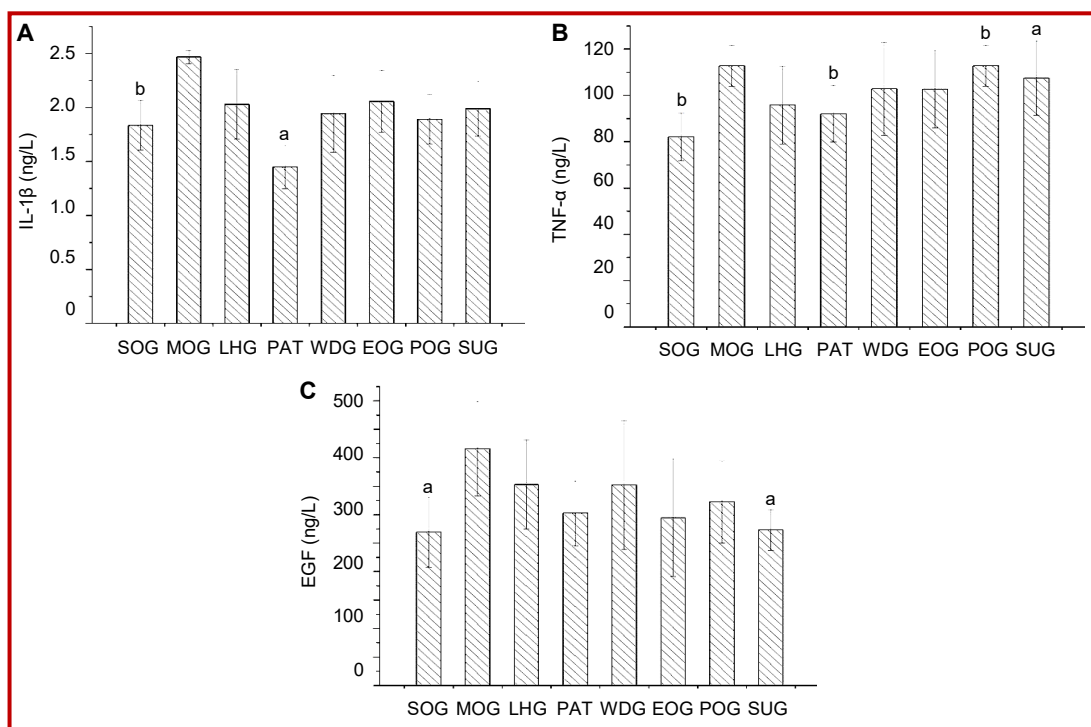 A
IL-1β (ng/L)
2.5
2.0
1.5
1.0
0.5
0
b
a
SOG MOG LHG PAT WDG EOG POG SUG
B
TNF-α (ng/L)
120
100
80
60
40
20
0
b
b
b
a
SOG MOG LHG PAT WDG EOG POG SUG
C
EGF (ng/L)
500
400
300
200
100
0
a
a
SOG MOG LHG PAT WDG EOG POG SUG